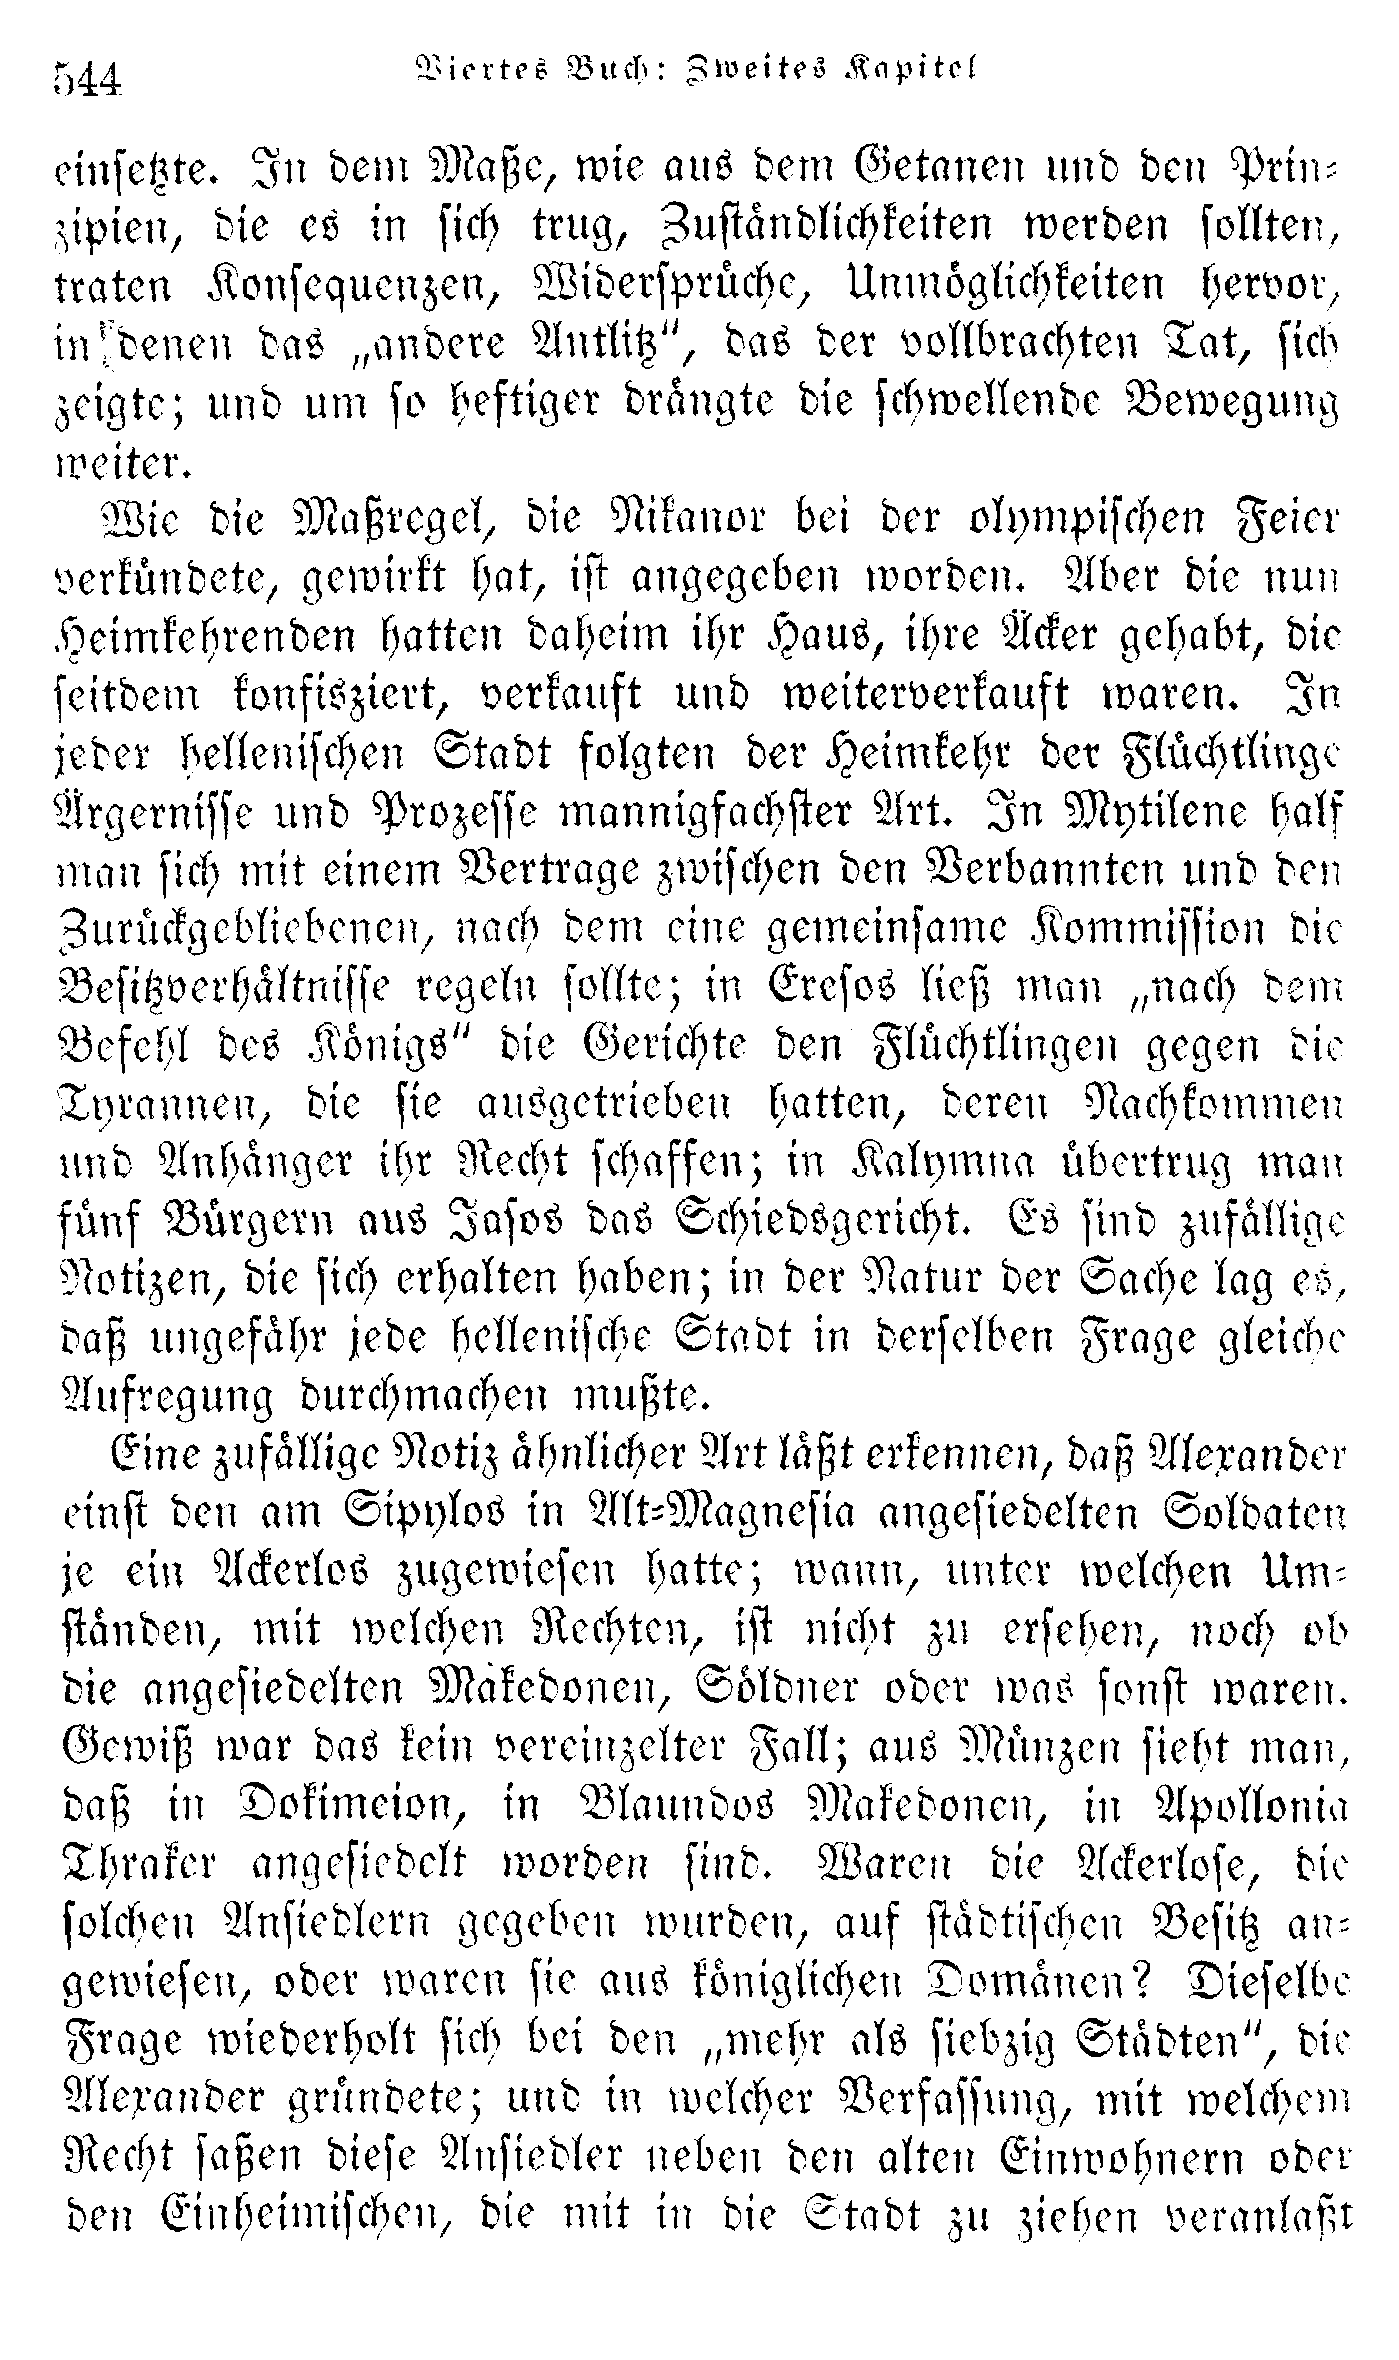 544
Viertes Buch: Zweites Kapitel
einsetzte. In dem Maße, wie aus dem Getanen und den Prin-
zipien, die es in sich trug, Zuständlichkeiten werden sollten,
traten Konsequenzen, Widersprüche, Unmöglichkeiten hervor,
in denen das „andere Antlitz“, das der vollbrachten Tat, sich
zeigte; und um so heftiger drängte die schwellende Bewegung
weiter.
Wie die Maßregel, die Nikanor bei der olympischen Feier
verkündete, gewirkt hat, ist angegeben worden. Aber die nun
Heimkehrenden hatten daheim ihr Haus, ihre Äcker gehabt, die
seitdem konfisziert, verkauft und weiterverkauft waren. In
jeder hellenischen Stadt folgten der Heimkehr der Flüchtlinge
Ärgernisse und Prozesse mannigfachster Art. In Mytilene half
man sich mit einem Vertrage zwischen den Verbannten und den
Zurückgebliebenen, nach dem eine gemeinsame Kommission die
Besitzverhältnisse regeln sollte; in Eresos ließ man „nach dem
Befehl des Königs“ die Gerichte den Flüchtlingen gegen die
Tyrannen, die sie ausgetrieben hatten, deren Nachkommen
und Anhänger ihr Recht schaffen; in Kalymna übertrug man
fünf Bürgern aus Jasos das Schiedsgericht. Es sind zufällige
Notizen, die sich erhalten haben; in der Natur der Sache lag es,
daß ungefähr jede hellenische Stadt in derselben Frage gleiche
Aufregung durchmachen mußte.
Eine zufällige Notiz ähnlicher Art läßt erkennen, daß Alexander
einst den am Sipylos in Alt-Magnesia angesiedelten Soldaten
je ein Ackerlos zugewiesen hatte; wann, unter welchen Um-
ständen, mit welchen Rechten, ist nicht zu ersehen, noch ob
die angesiedelten Makedonen, Söldner oder was sonst waren.
Gewiß war das kein vereinzelter Fall; aus Münzen sieht man,
daß in Dokimeion, in Blaundos Makedonen, in Apollonia
Thraker angesiedelt worden sind. Waren die Ackerlose, die
solchen Ansiedlern gegeben wurden, auf städtischen Besitz an-
gewiesen, oder waren sie aus königlichen Domänen? Dieselbe
Frage wiederholt sich bei den „mehr als siebzig Städten“, die
Alexander gründete; und in welcher Verfassung, mit welchem
Recht saßen diese Ansiedler neben den alten Einwohnern oder
den Einheimischen, die mit in die Stadt zu ziehen veranlaßt